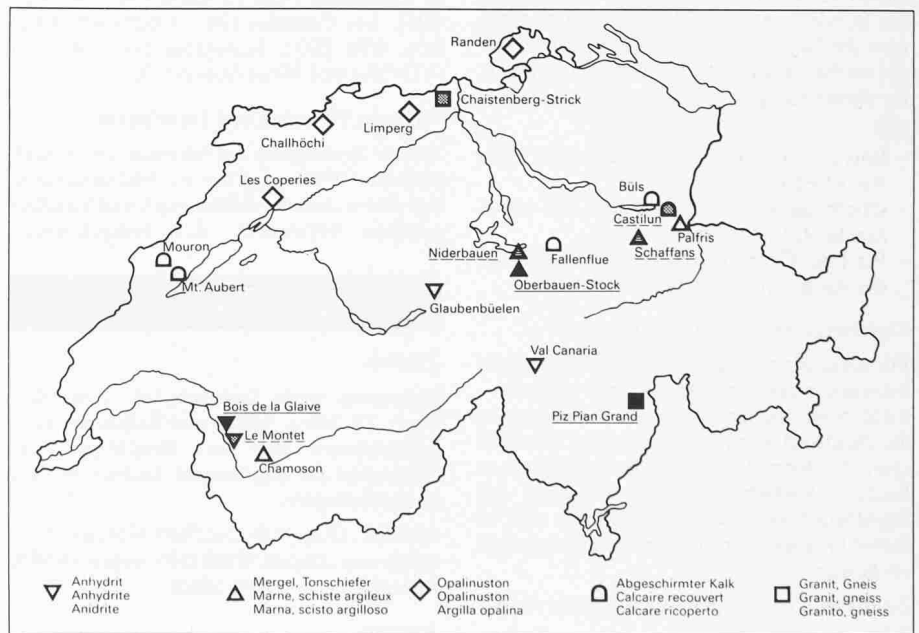 Randen
Chaistenberg-Strick
Limperg
Challhöchi
Les Coperies
Büls
Castilun
Palfris
Mouron
Niderbauen
Fallenflue
Schaffans
Mt. Aubert
Oberbauen-Stock
Glaubenbüelen
Val Canaria
Bois de la Glaive
Piz Pian Grand
Le Montet
Chamoson
Anhydrit
Anhydrite
Anidrite
Mergel, Tonschiefer
Marne, schiste argileux
Marna, scisto argilloso
Opalinuston
Opalinuston
Argilla opalina
Abgeschirmter Kalk
Calcaire recouvert
Calcare ricoperto
Granit, Gneis
Granit, gneiss
Granito, gneiss